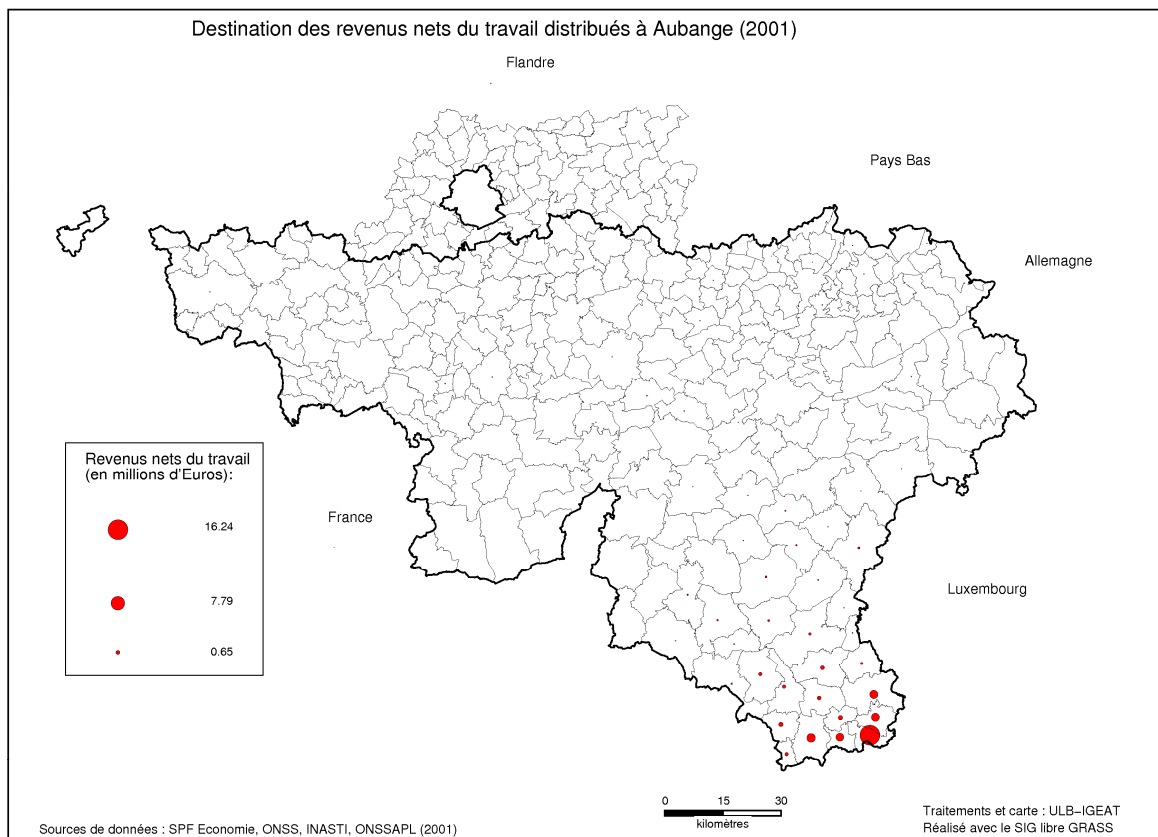 Destination des revenus nets du travail distribués à Aubange (2001)
Flandre
Pays Bas
Allemagne
Revenus nets du travail
(en millions d'Euros):
16.24
7.79
0.65
France
Luxembourg
0 15 30
kilomètres
Sources de données : SPF Economie, ONSS, INASTI, ONSSAPL (2001)
Traitements et carte : ULB−IGEAT
Réalisé avec le SIG libre GRASS